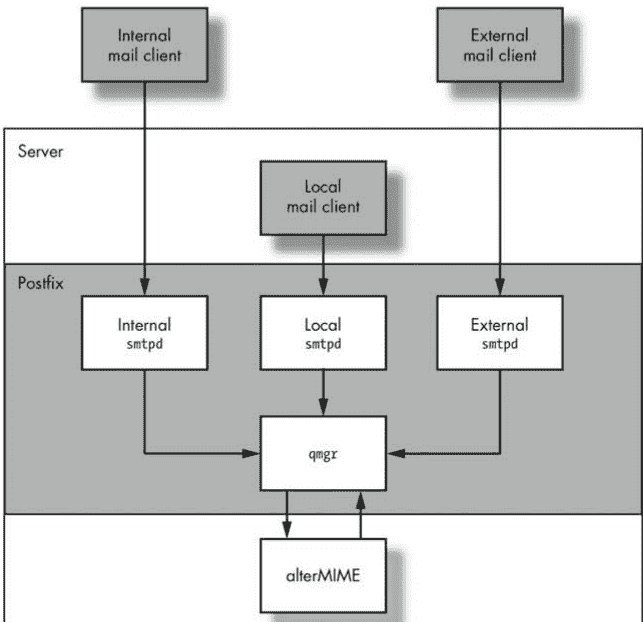 Internal
mail client
External
mail client
Server
Local
mail client
Postfix
Internal
smtpd
Local
smtpd
External
smtpd
qmgr
alterMIME